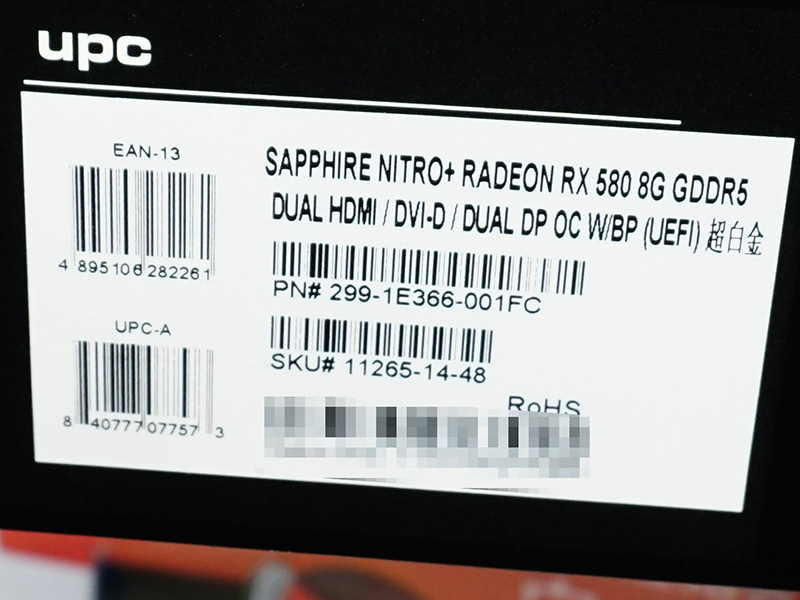 upc
EAN-13
4 895106 282261
UPC-A
8 40777 07757 3
SAPPHIRE NITRO+ RADEON RX 580 8G GDDR5
DUAL HDMI / DVI-D / DUAL DP OC W/BP (UEFI) 超白金
PN# 299-1E366-001FC
SKU# 11265-14-48
RoHS